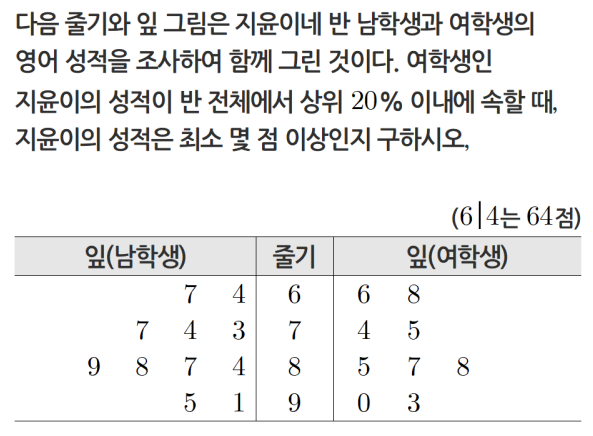 다음 줄기와 잎 그림은 지윤이네 반 남학생과 여학생의
영어 성적을 조사하여 함께 그린 것이다. 여학생인
지윤이의 성적이 반 전체에서 상위 20% 이내에 속할 때,
지윤이의 성적은 최소 몇 점 이상인지 구하시오,
(6|4는 64점)
잎(남학생) 줄기 잎(여학생)
7 4 6 6 8
7 4 3 7 4 5
9 8 7 4 8 5 7 8
5 1 9 0 3